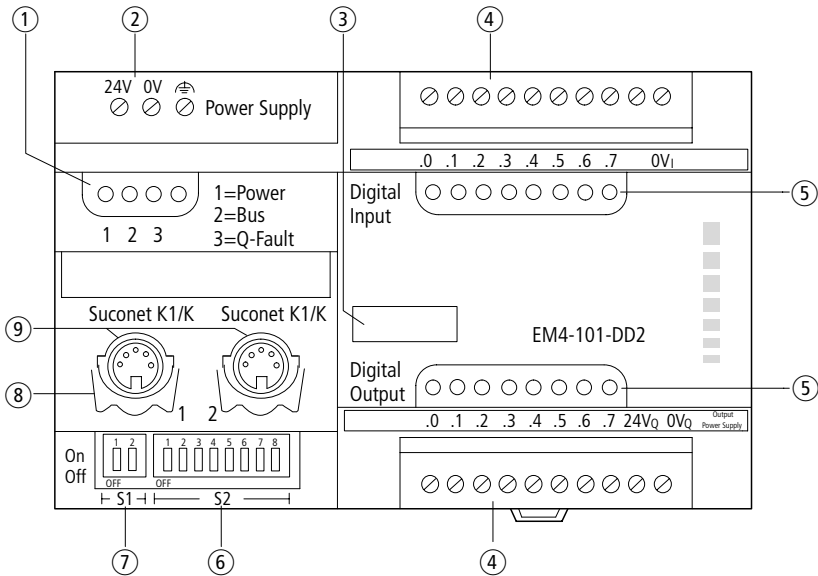 ① ② ③ ④
24V 0V
Power Supply
.0 .1 .2 .3 .4 .5 .6 .7 0VI
1=Power
2=Bus
3=Q-Fault
1 2 3
Digital
Input
⑤
Suconet K1/K Suconet K1/K
⑨
EM4-101-DD2
⑧
1 2
Digital
Output
⑤
.0 .1 .2 .3 .4 .5 .6 .7 24VQ 0VQ Output
Power Supply
On
Off
1 2 1 2 3 4 5 6 7 8
OFF OFF
S1 S2
⑦ ⑥ ④